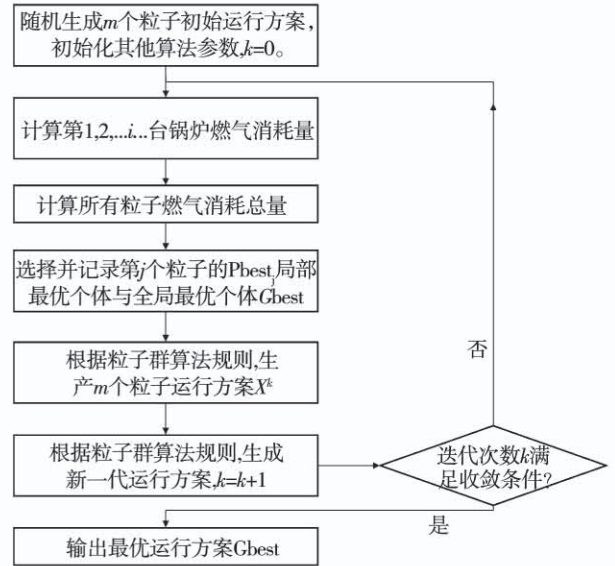 随机生成m个粒子初始运行方案，
初始化其他算法参数,k=0。
计算第1,2,...i...台锅炉燃气消耗量
计算所有粒子燃气消耗总量
选择并记录第j个粒子的Pbestj局部
最优个体与全局最优个体Gbest
根据粒子群算法规则,生
产m个粒子运行方案X^k
根据粒子群算法规则,生成
新一代运行方案,k=k+1
迭代次数k满
足收敛条件?
否
是
输出最优运行方案Gbest